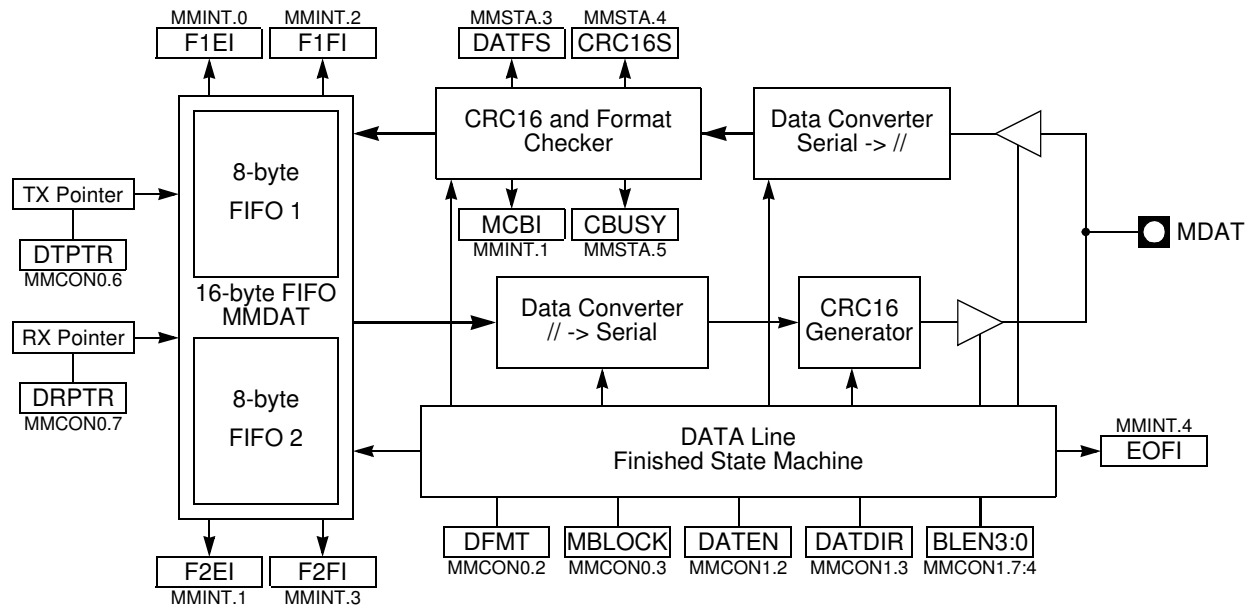 MMINT.0
MMINT.2
MMSTA.3
MMSTA.4
F1EI
F1FI
DATFS
CRC16S
8-byte
FIFO 1
CRC16 and Format
Checker
Data Converter
Serial -> //
TX Pointer
DTPTR
MMCON0.6
MCBI
MMINT.1
CBUSY
MMSTA.5
MDAT
16-byte FIFO
MMDAT
Data Converter
// -> Serial
CRC16
Generator
RX Pointer
DRPTR
MMCON0.7
8-byte
FIFO 2
DATA Line
Finished State Machine
MMINT.4
EOFI
F2EI
MMINT.1
F2FI
MMINT.3
DFMT
MMCON0.2
MBLOCK
MMCON0.3
DATEN
MMCON1.2
DATDIR
MMCON1.3
BLEN3:0
MMCON1.7:4